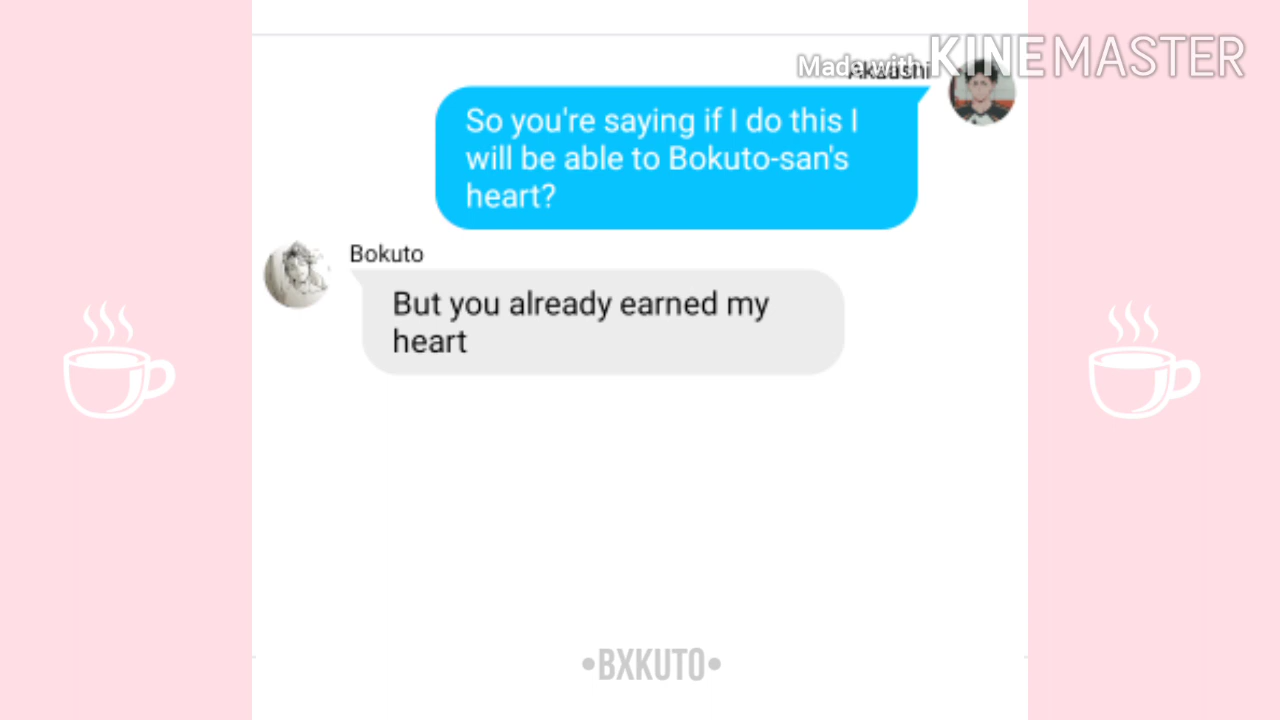 Made with KINEMASTER
Akaashi
So you're saying if I do this I
will be able to Bokuto-san's
heart?
Bokuto
But you already earned my
heart
•BXKUTO•